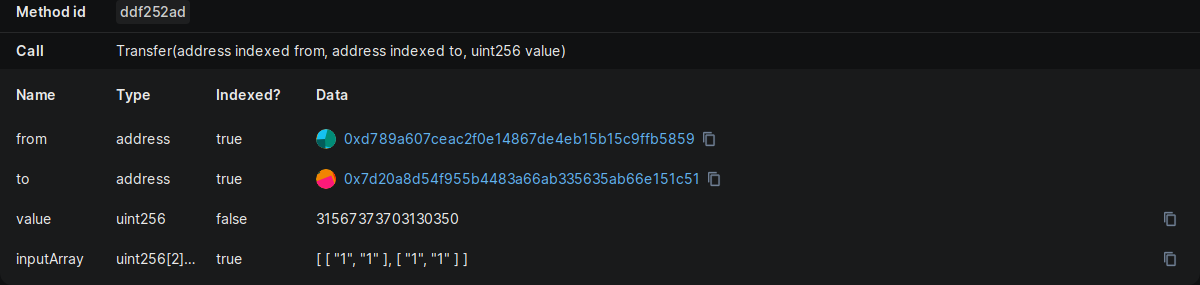 Method id ddf252ad
Call Transfer(address indexed from, address indexed to, uint256 value)
Name Type Indexed? Data
from address true 0xd789a607ceac2f0e14867de4eb15b15c9ffb5859
to address true 0x7d20a8d54f955b4483a66ab335635ab66e151c51
value uint256 false 31567373703130350
inputArray uint256[2]... true [ [ "1", "1" ], [ "1", "1" ] ]